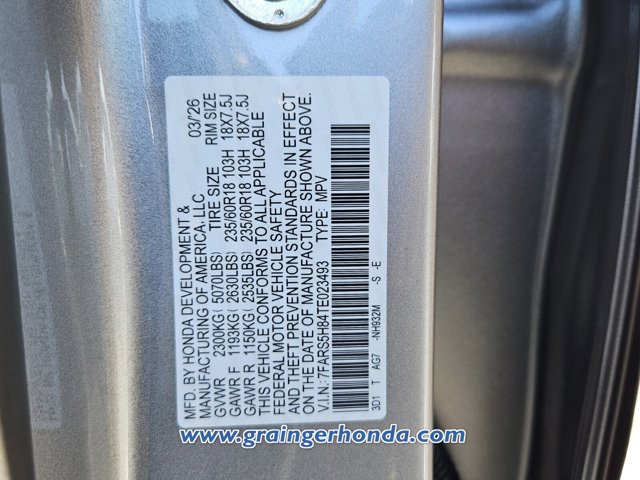 MFD. BY HONDA DEVELOPMENT &
MANUFACTURING OF AMERICA, LLC 03/26
TIRE SIZE RIM SIZE
GVWR 2300KG ( 5070LBS)
GAWR F 1193KG ( 2630LBS) 235/60R18 103H 18X7.5J
GAWR R 1150KG ( 2535LBS) 235/60R18 103H 18X7.5J
THIS VEHICLE CONFORMS TO ALL APPLICABLE
FEDERAL MOTOR VEHICLE SAFETY
AND THEFT PREVENTION STANDARDS IN EFFECT
ON THE DATE OF MANUFACTURE SHOWN ABOVE.
V.I.N.: 7FARS5H84TE023493 TYPE: MPV
3D1 T AG7 -NH932M -S -E
www.graingerhonda.com